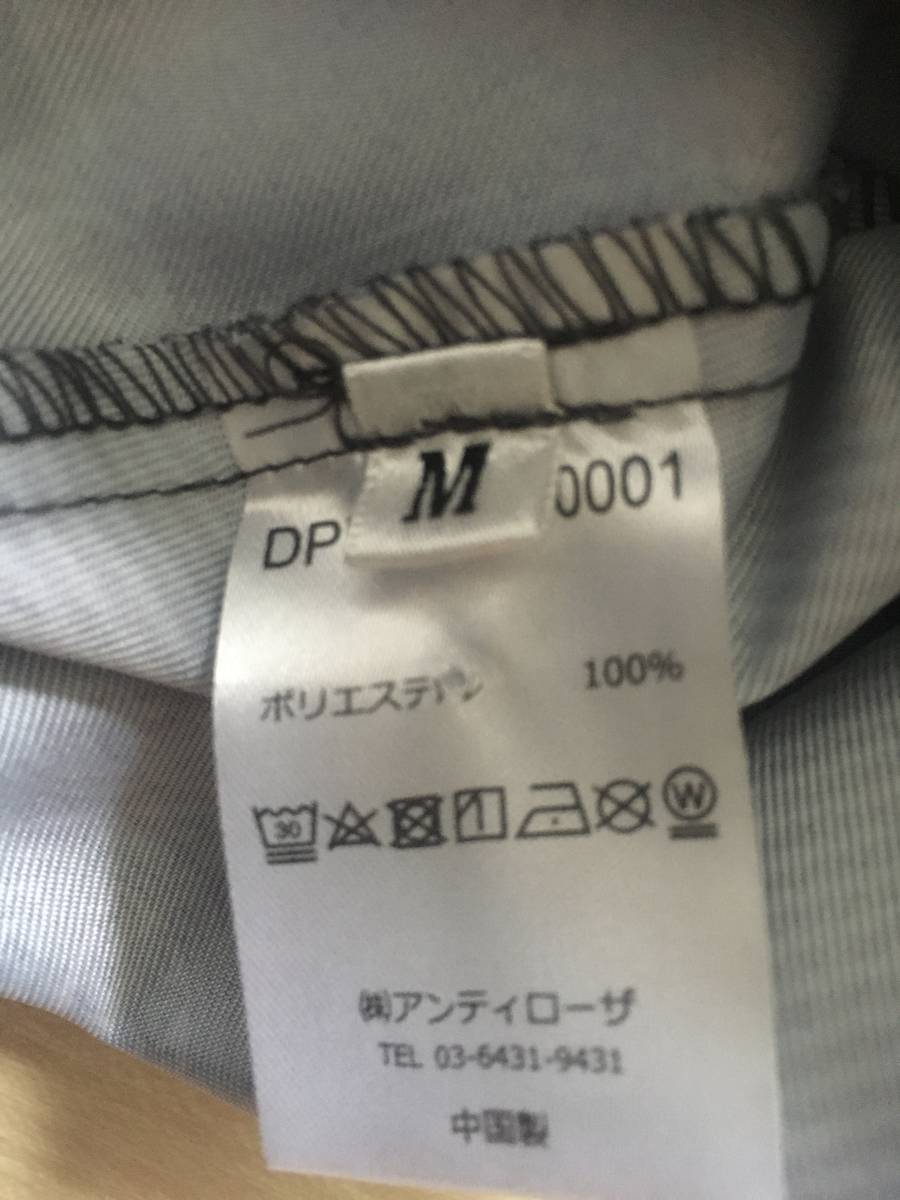 M
DP 0001
ポリエステル 100%
30
W
㈱アンティローザ
TEL 03-6431-9431
中国製